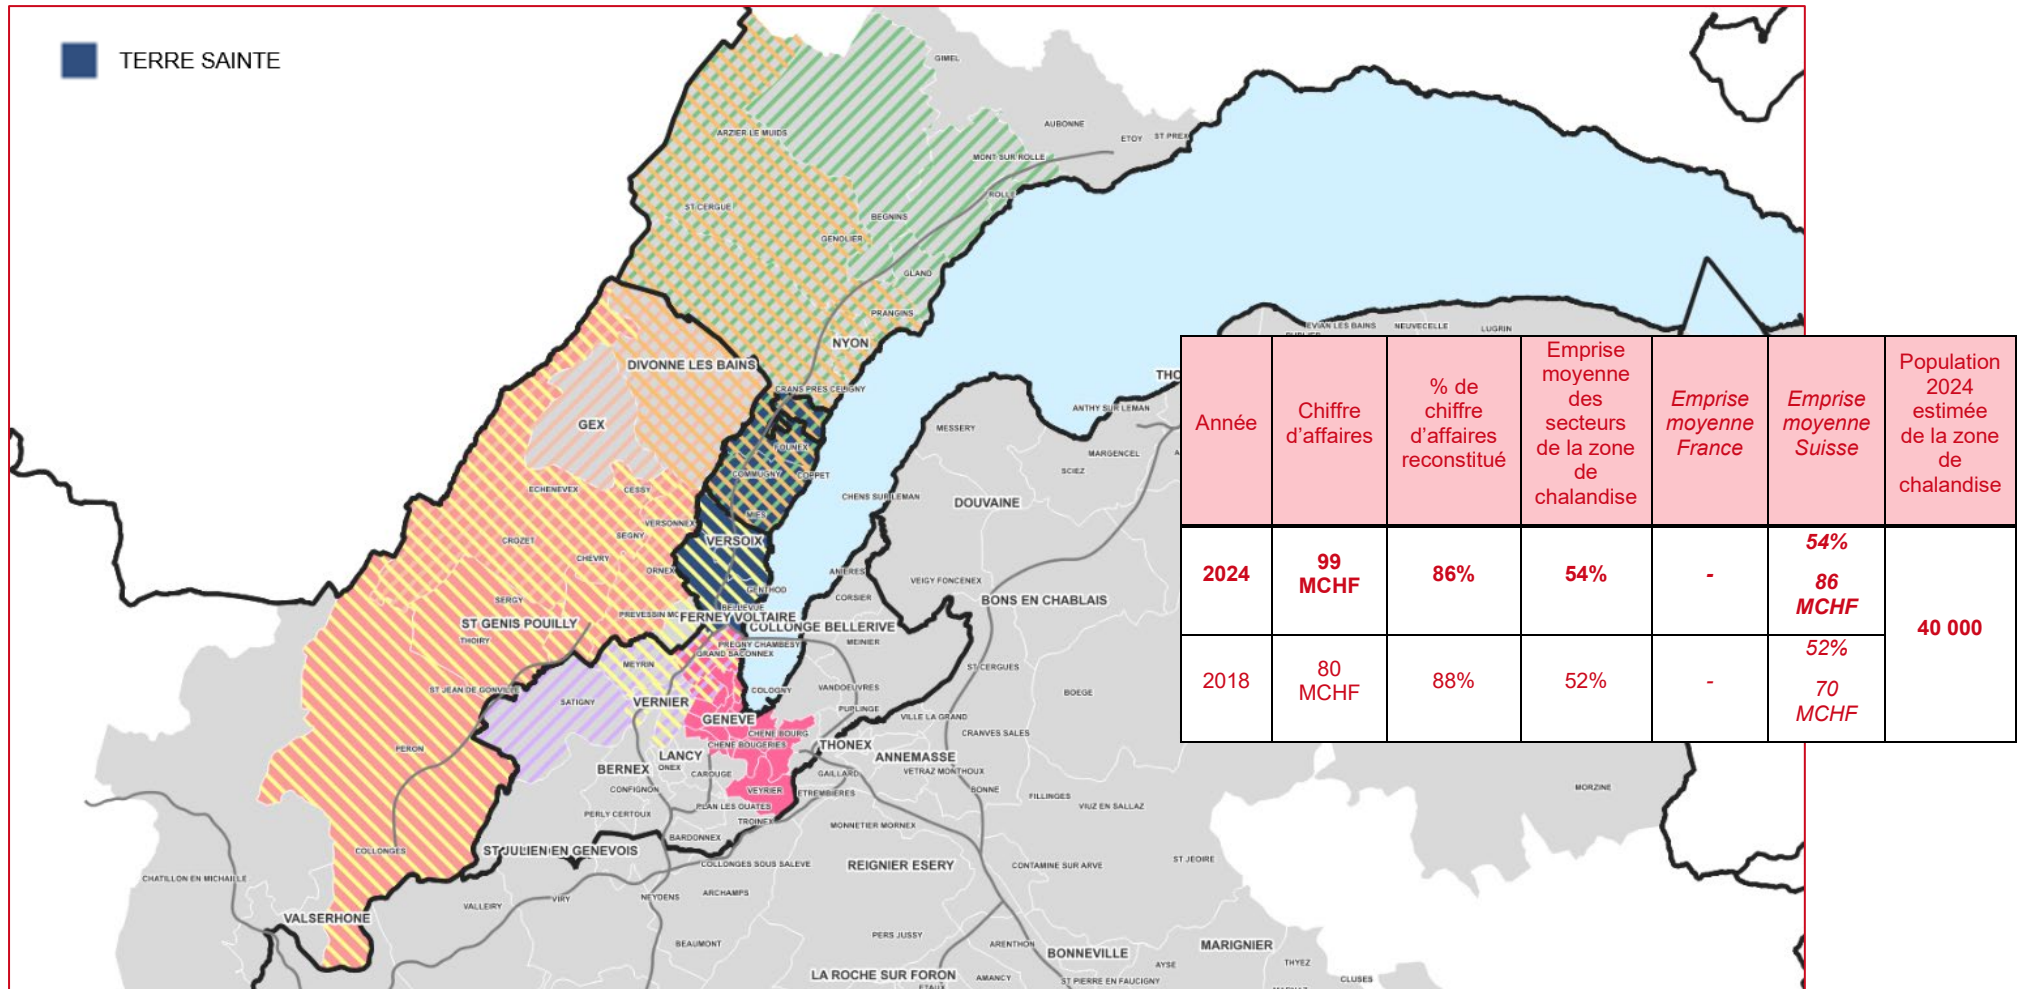 TERRE SAINTE
GIMEL
AUBONNE
ETOY
ST PREX
ARZIER LE MUIDS
MONT SUR ROLLE
ROLLE
ST CERGUE
BEGNINS
GENOLIER
GLAND
PRANGINS
NYON
EVIAN LES BAINS
NEUVECELLE
LUGRIN
DIVONNE LES BAINS
CRANS PRES CELIGNY
ANTHY SUR LEMAN
GEX
MESSERY
MARGENCEL
SCIEZ
FOUNEX
COMMUGNY
COPPET
ECHENEVEX
CESSY
CHENS SUR LEMAN
DOUVAINE
MIES
VERSONNEX
SEGNY
CROZET
VERSOIX
CHEVRY
ORNEX
ANIERES
VEIGY FONCENEX
GENTHOD
CORSIER
BONS EN CHABLAIS
SERGY
PREVESSIN
BELLEVUE
FERNEY VOLTAIRE
ST GENIS POUILLY
COLLONGE BELLERIVE
THOIRY
PREGNY CHAMBESY
MEINIER
GRAND SACONNEX
MEYRIN
ST CERGUES
ST JEAN DE GONVILLE
COLOGNY
VANDOEUVRES
BOEGE
SATIGNY
VERNIER
PUPLINGE
GENEVE
VILLE LA GRAND
CHENE BOURG
CRANVES SALES
PERON
CHENE BOUGERIES
THONEX
LANCY
ANNEMASSE
BERNEX
ONEX
CAROUGE
GAILLARD
VETRAZ MONTHOUX
CONFIGNON
VEYRIER
ETREMBIERES
BONNE
MORZINE
FILLINGES
PLAN LES OUATES
VIUZ EN SALLAZ
PERLY CERTOUX
TROINEX
MONNETIER MORNEX
BARDONNEX
COLLONGES
ST JULIEN EN GENEVOIS
COLLONGES SOUS SALEVE
REIGNIER ESERY
CONTAMINE SUR ARVE
ST JEOIRE
CHATILLON EN MICHAILLE
ARCHAMPS
NEYDENS
VIRY
VALLEIRY
VALSERHONE
BEAUMONT
PERS JUSSY
ARENTHON
BONNEVILLE
MARIGNIER
AYSE
THYEZ
LA ROCHE SUR FORON
AMANCY
ST PIERRE EN FAUCIGNY
CLUSES
Année
Chiffre
d'affaires
% de
chiffre
d'affaires
reconstitué
Emprise
moyenne
des
secteurs
de la zone
de
chalandise
Emprise
moyenne
France
Emprise
moyenne
Suisse
Population
2024
estimée
de la zone
de
chalandise
2024
99
MCHF
86%
54%
-
54%
86
MCHF
40 000
2018
80
MCHF
88%
52%
-
52%
70
MCHF